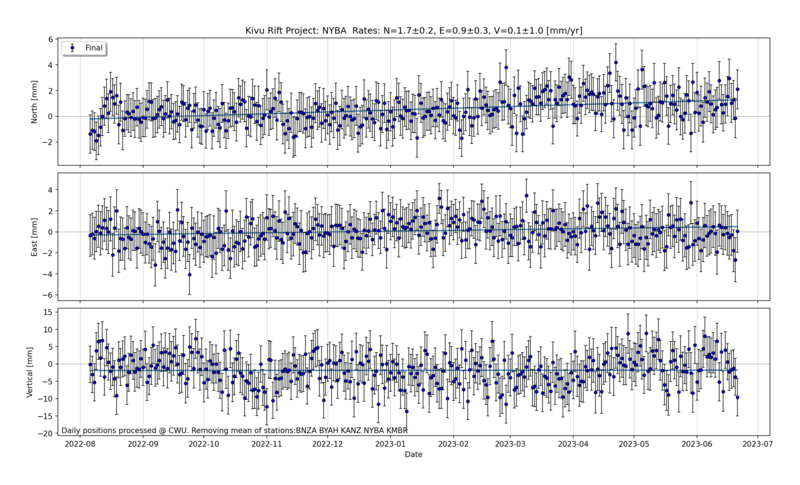 Kivu Rift Project: NYBA Rates: N=1.7±0.2, E=0.9±0.3, V=0.1±1.0 [mm/yr]
Final
North [mm]
6
4
2
0
−2
East [mm]
4
2
0
−2
−4
−6
Vertical [mm]
15
10
5
0
−5
−10
−15
−20
Daily positions processed @ CWU. Removing mean of stations:BNZA BYAH KANZ NYBA KMBR
2022-08 2022-09 2022-10 2022-11 2022-12 2023-01 2023-02 2023-03 2023-04 2023-05 2023-06 2023-07
Date